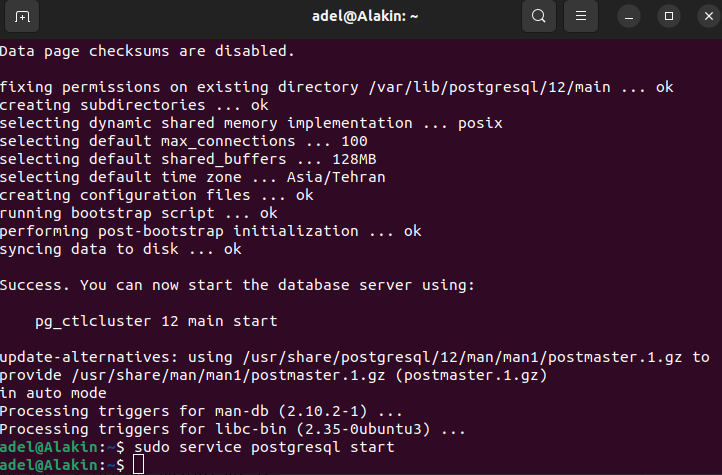 adel@Alakin: ~
Data page checksums are disabled.
fixing permissions on existing directory /var/lib/postgresql/12/main ... ok
creating subdirectories ... ok
selecting dynamic shared memory implementation ... posix
selecting default max_connections ... 100
selecting default shared_buffers ... 128MB
selecting default time zone ... Asia/Tehran
creating configuration files ... ok
running bootstrap script ... ok
performing post-bootstrap initialization ... ok
syncing data to disk ... ok
Success. You can now start the database server using:
pg_ctlcluster 12 main start
update-alternatives: using /usr/share/postgresql/12/man/man1/postmaster.1.gz to
provide /usr/share/man/man1/postmaster.1.gz (postmaster.1.gz)
in auto mode
Processing triggers for man-db (2.10.2-1) ...
Processing triggers for libc-bin (2.35-0ubuntu3) ...
adel@Alakin:~$ sudo service postgresql start
adel@Alakin:~$